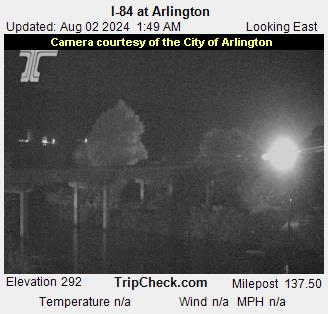 I-84 at Arlington
Updated: Aug 02 2024 1:49 AM Looking East
Camera courtesy of the City of Arlington
Elevation 292 TripCheck.com Milepost 137.50
Temperature n/a Wind n/a MPH n/a